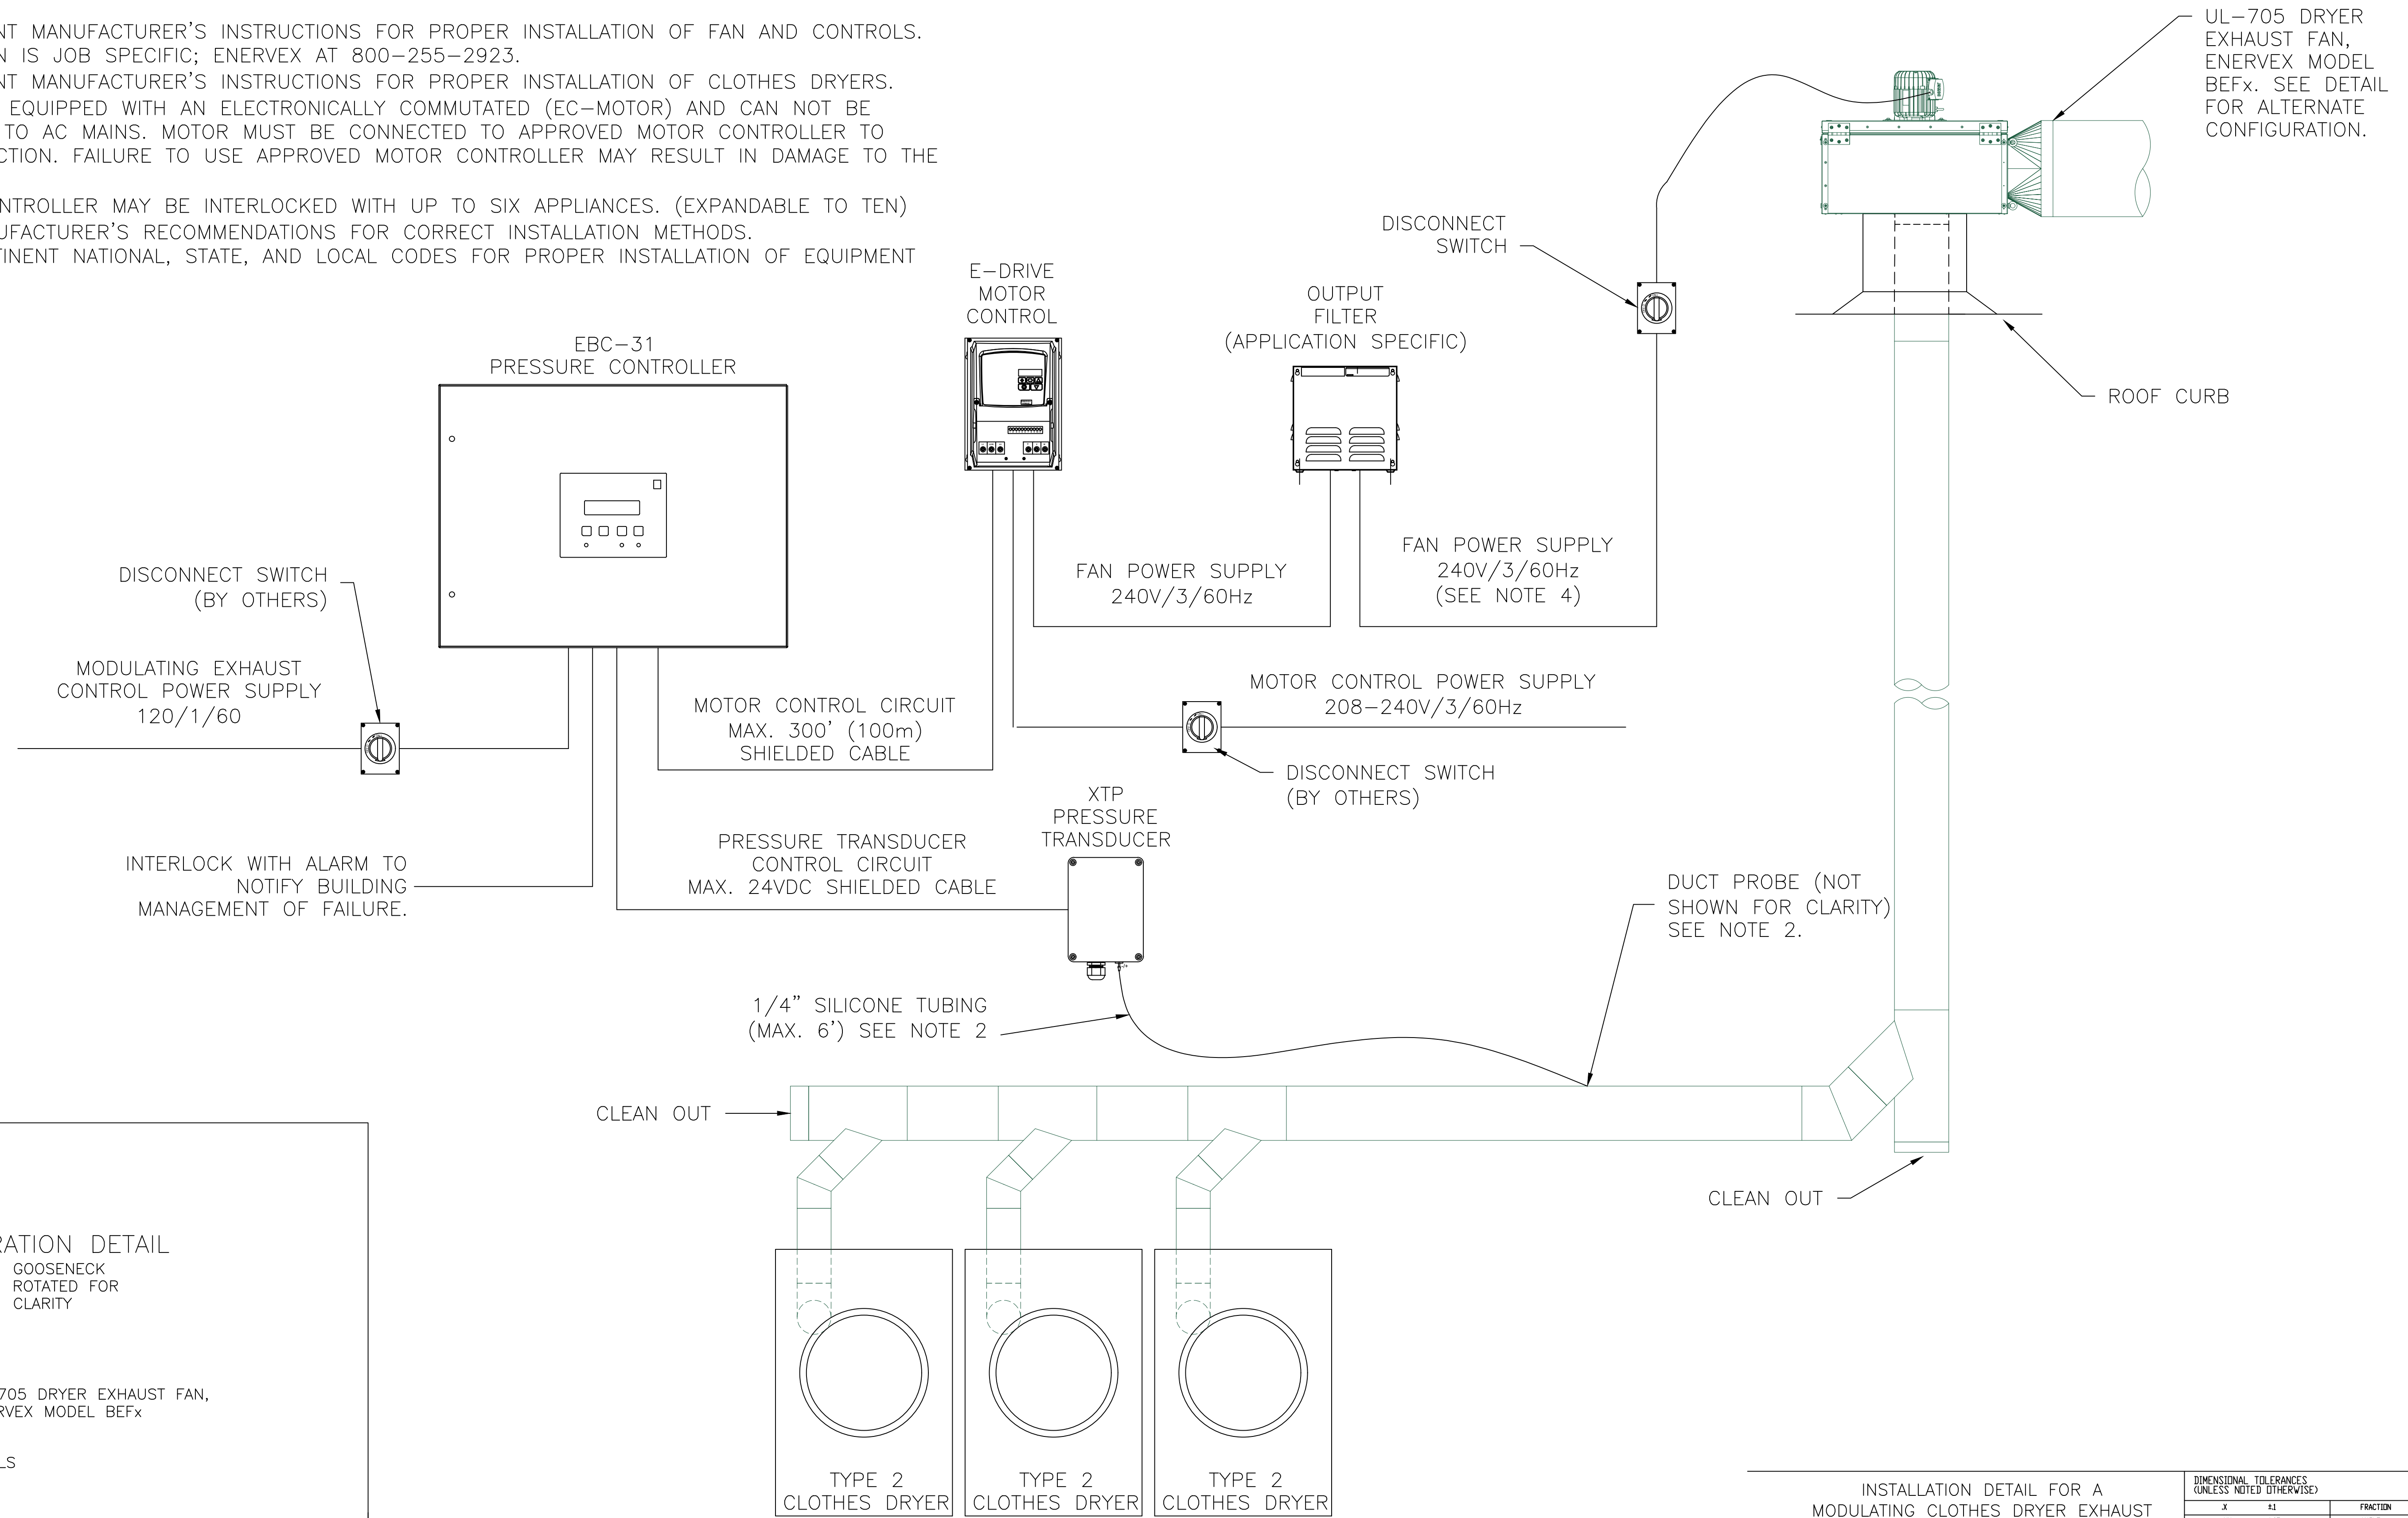 NT MANUFACTURER'S INSTRUCTIONS FOR PROPER INSTALLATION OF FAN AND CONTROLS.
N IS JOB SPECIFIC; ENERVEX AT 800-255-2923.
NT MANUFACTURER'S INSTRUCTIONS FOR PROPER INSTALLATION OF CLOTHES DRYERS.
EQUIPPED WITH AN ELECTRONICALLY COMMUTATED (EC-MOTOR) AND CAN NOT BE
TO AC MAINS. MOTOR MUST BE CONNECTED TO APPROVED MOTOR CONTROLLER TO
CTION. FAILURE TO USE APPROVED MOTOR CONTROLLER MAY RESULT IN DAMAGE TO THE
NTROLLER MAY BE INTERLOCKED WITH UP TO SIX APPLIANCES. (EXPANDABLE TO TEN)
UFACTURER'S RECOMMENDATIONS FOR CORRECT INSTALLATION METHODS.
TINENT NATIONAL, STATE, AND LOCAL CODES FOR PROPER INSTALLATION OF EQUIPMENT
UL-705 DRYER
EXHAUST FAN,
ENERVEX MODEL
BEFx. SEE DETAIL
FOR ALTERNATE
CONFIGURATION.
DISCONNECT
SWITCH
E-DRIVE
MOTOR
CONTROL
OUTPUT
FILTER
(APPLICATION SPECIFIC)
EBC-31
PRESSURE CONTROLLER
ROOF CURB
DISCONNECT SWITCH
(BY OTHERS)
FAN POWER SUPPLY
240V/3/60Hz
FAN POWER SUPPLY
240V/3/60Hz
(SEE NOTE 4)
MODULATING EXHAUST
CONTROL POWER SUPPLY
120/1/60
MOTOR CONTROL CIRCUIT
MAX. 300' (100m)
SHIELDED CABLE
MOTOR CONTROL POWER SUPPLY
208-240V/3/60Hz
DISCONNECT SWITCH
(BY OTHERS)
XTP
PRESSURE
TRANSDUCER
INTERLOCK WITH ALARM TO
NOTIFY BUILDING
MANAGEMENT OF FAILURE.
PRESSURE TRANSDUCER
CONTROL CIRCUIT
MAX. 24VDC SHIELDED CABLE
DUCT PROBE (NOT
SHOWN FOR CLARITY)
SEE NOTE 2.
1/4" SILICONE TUBING
(MAX. 6') SEE NOTE 2
CLEAN OUT
CLEAN OUT
RATION DETAIL
GOOSENECK
ROTATED FOR
CLARITY
705 DRYER EXHAUST FAN,
RVEX MODEL BEFx
LS
TYPE 2
CLOTHES DRYER
TYPE 2
CLOTHES DRYER
TYPE 2
CLOTHES DRYER
INSTALLATION DETAIL FOR A
MODULATING CLOTHES DRYER EXHAUST
DIMENSIONAL TOLERANCES
(UNLESS NOTED OTHERWISE)
.X ±.1 FRACTION